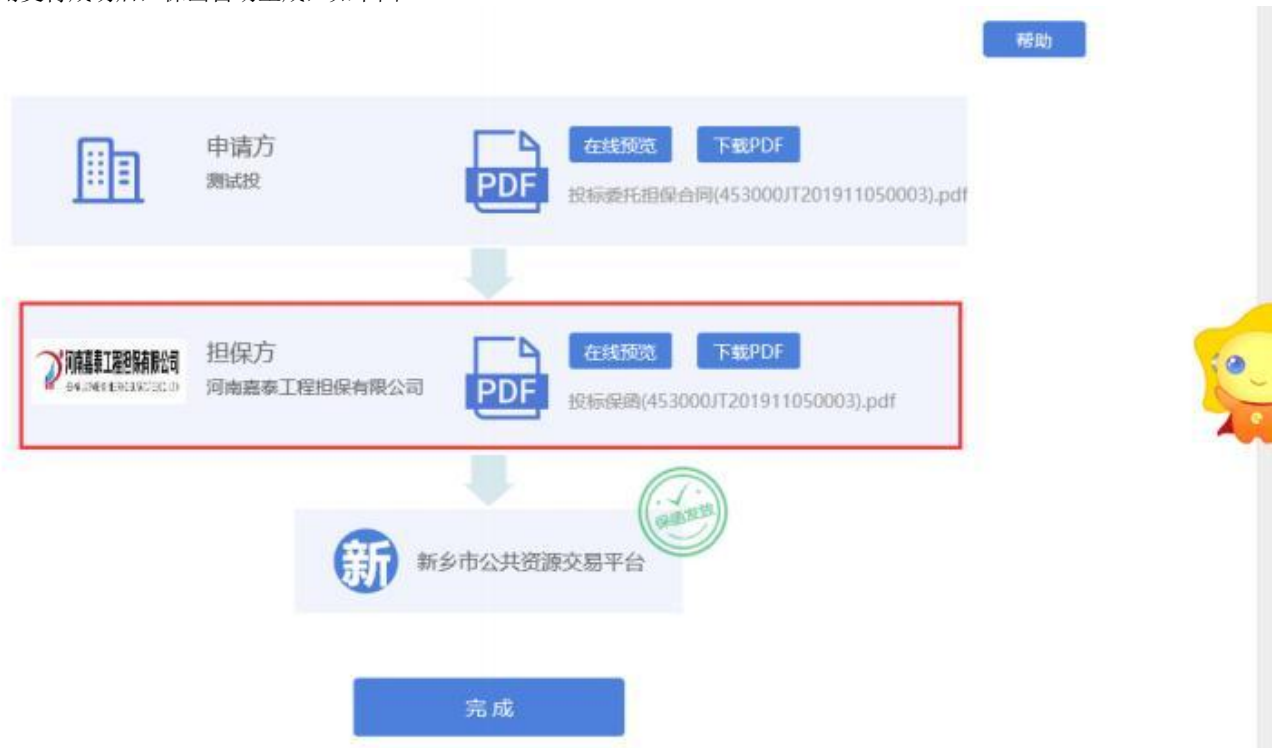 帮助
申请方
测试投
PDF
在线预览
下载PDF
投标委托担保合同(453000JT201911050003).pdf
河南嘉泰工程担保有限公司
担保方
河南嘉泰工程担保有限公司
PDF
在线预览
下载PDF
投标保函(453000JT201911050003).pdf
保函发放
新
新乡市公共资源交易平台
完成